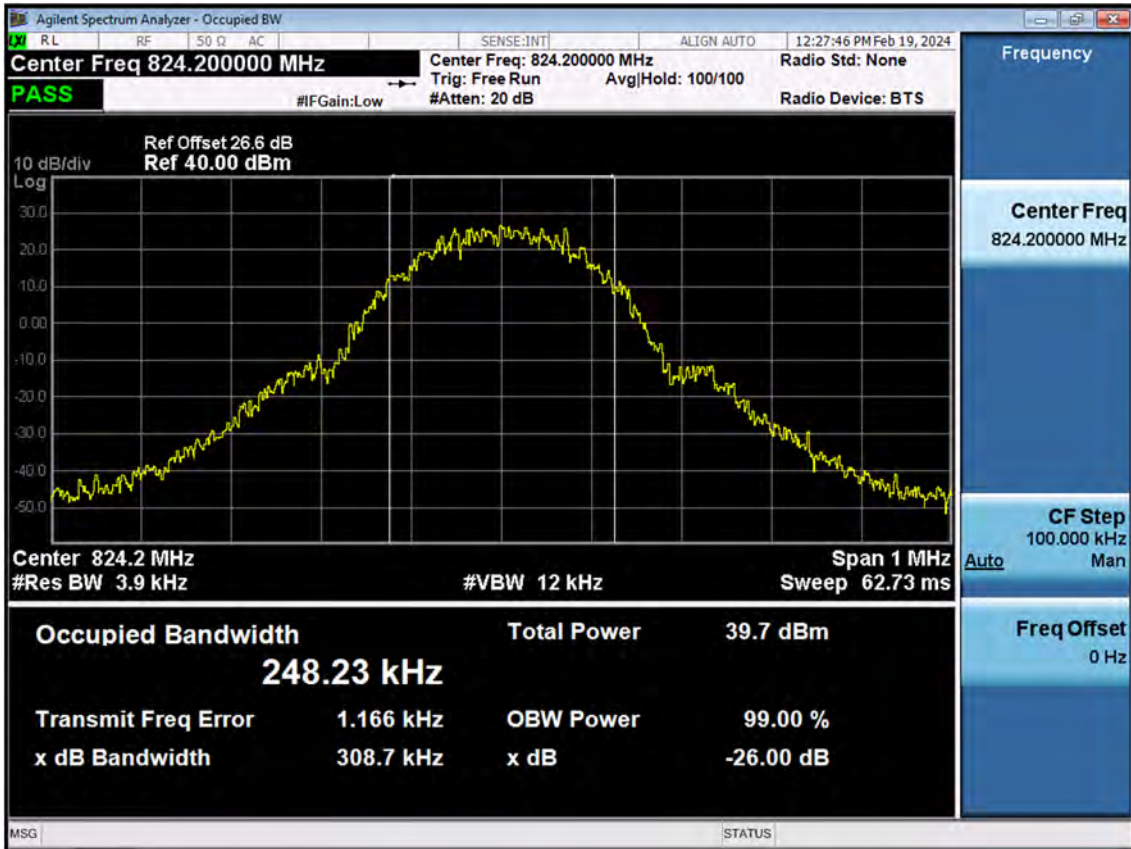 Agilent Spectrum Analyzer - Occupied BW
LXI RL RF 50 Ω AC SENSE:INT ALIGN AUTO 12:27:46 PM Feb 19, 2024
Center Freq 824.200000 MHz Center Freq: 824.200000 MHz Radio Std: None Frequency
Trig: Free Run Avg|Hold: 100/100
PASS #IFGain:Low #Atten: 20 dB Radio Device: BTS
Ref Offset 26.6 dB
10 dB/div Ref 40.00 dBm
Log
30.0
20.0
10.0
0.00
-10.0
-20.0
-30.0
-40.0
-50.0
Center 824.2 MHz Span 1 MHz
#Res BW 3.9 kHz #VBW 12 kHz Sweep 62.73 ms
Occupied Bandwidth Total Power 39.7 dBm
248.23 kHz
Transmit Freq Error 1.166 kHz OBW Power 99.00 %
x dB Bandwidth 308.7 kHz x dB -26.00 dB
Center Freq
824.200000 MHz
CF Step
100.000 kHz
Auto Man
Freq Offset
0 Hz
MSG STATUS